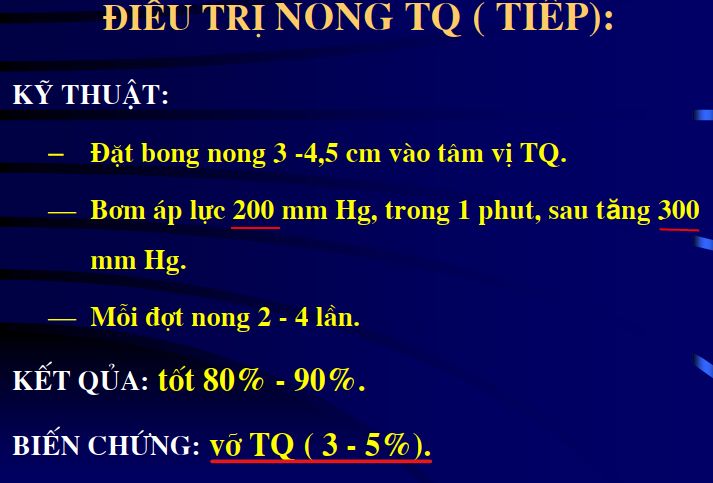 ĐIỀU TRỊ NONG TQ ( TIẾP):
KỸ THUẬT:
– Đặt bong nong 3 -4,5 cm vào tâm vị TQ.
— Bơm áp lực 200 mm Hg, trong 1 phut, sau tăng 300
mm Hg.
— Mỗi đợt nong 2 - 4 lần.
KẾT QỦA: tốt 80% - 90%.
BIẾN CHỨNG: vỡ TQ ( 3 - 5%).